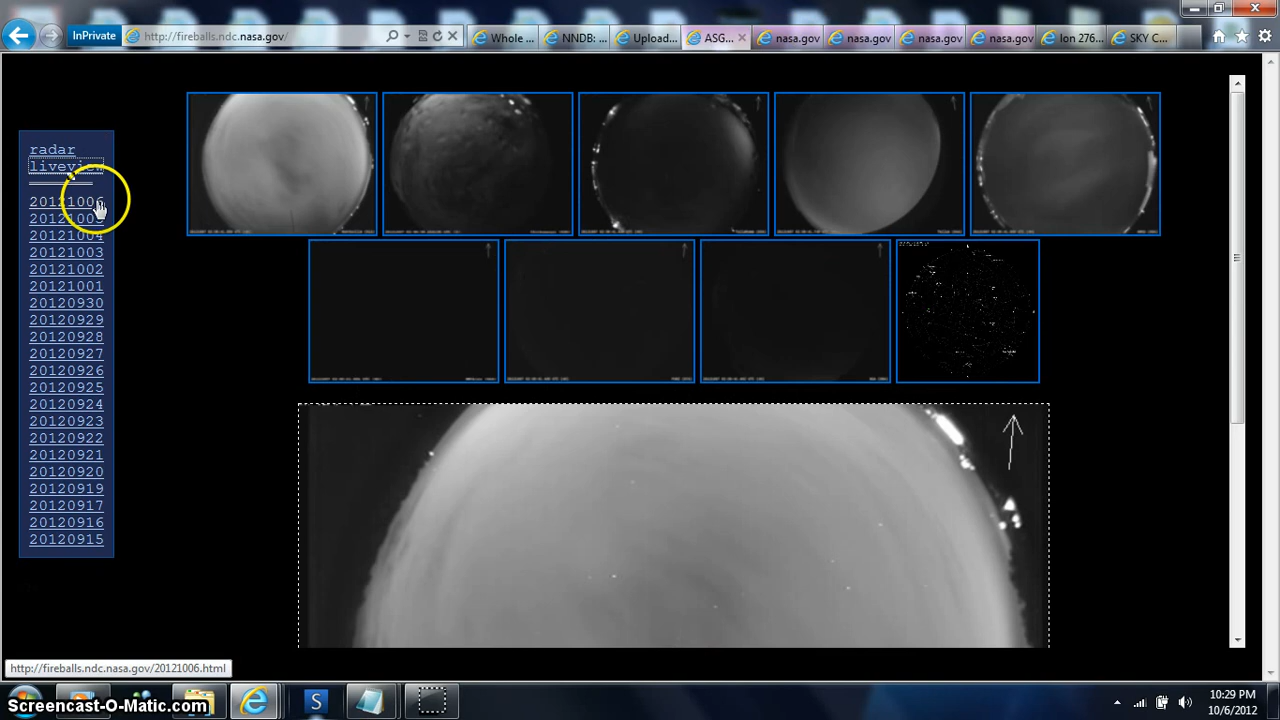 InPrivate
http://fireballs.ndc.nasa.gov/
Whole ...
NNDB: ...
Upload...
ASG...
nasa.gov
nasa.gov
nasa.gov
nasa.gov
Ion 276...
SKY C...
radar
liveview
20121006
20121005
20121004
20121003
20121002
20121001
20120930
20120929
20120928
20120927
20120926
20120925
20120924
20120923
20120922
20120921
20120920
20120919
20120917
20120916
20120915
http://fireballs.ndc.nasa.gov/20121006.html
S
Screencast-O-Matic.com
10:29 PM
10/6/2012